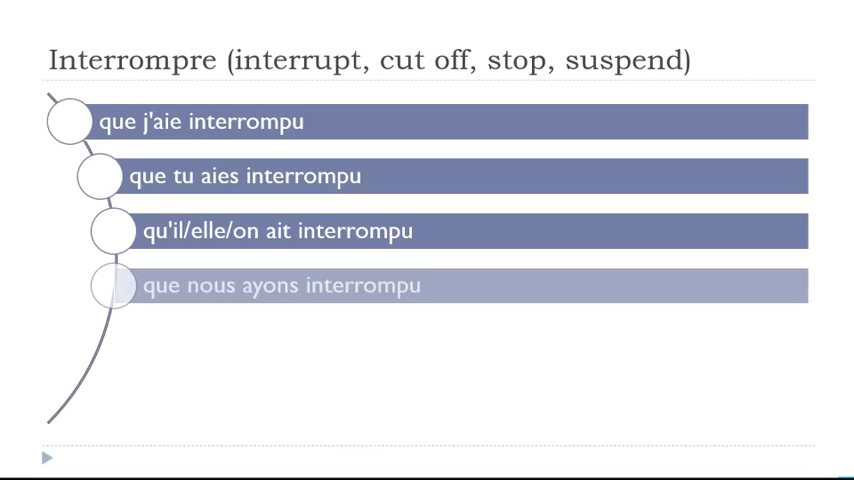 Interrompre (interrupt, cut off, stop, suspend)
que j'aie interrompu
que tu aies interrompu
qu'il/elle/on ait interrompu
que nous ayons interrompu